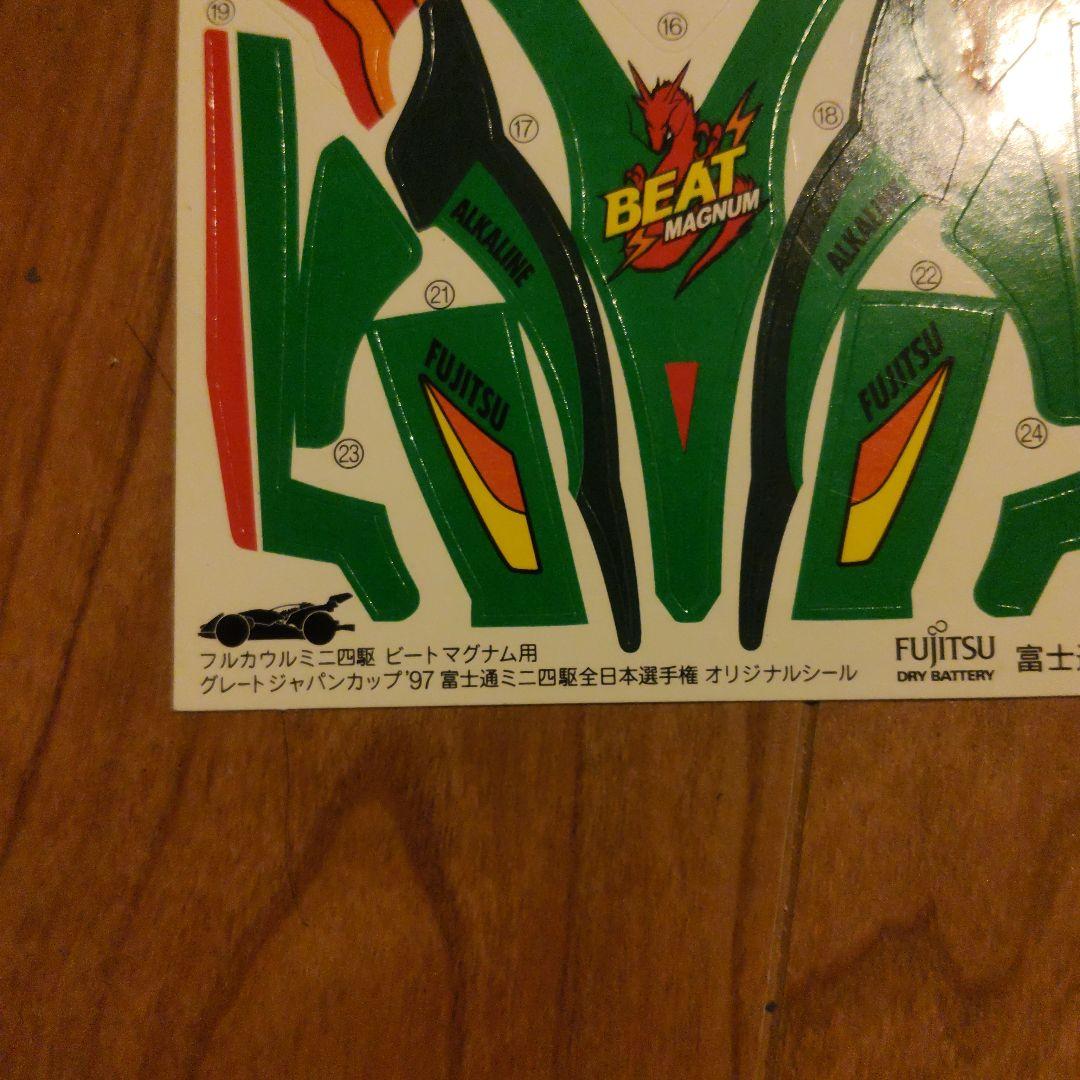 ⑲
⑯
⑰
⑱
BEAT
MAGNUM
ALKALINE
ALKALINE
㉑
㉒
FUJITSU
FUJITSU
㉓
㉔
フルカウルミニ四駆 ビートマグナム用
グレートジャパンカップ'97 富士通ミニ四駆全日本選手権 オリジナルシール
FUJITSU
DRY BATTERY
富士